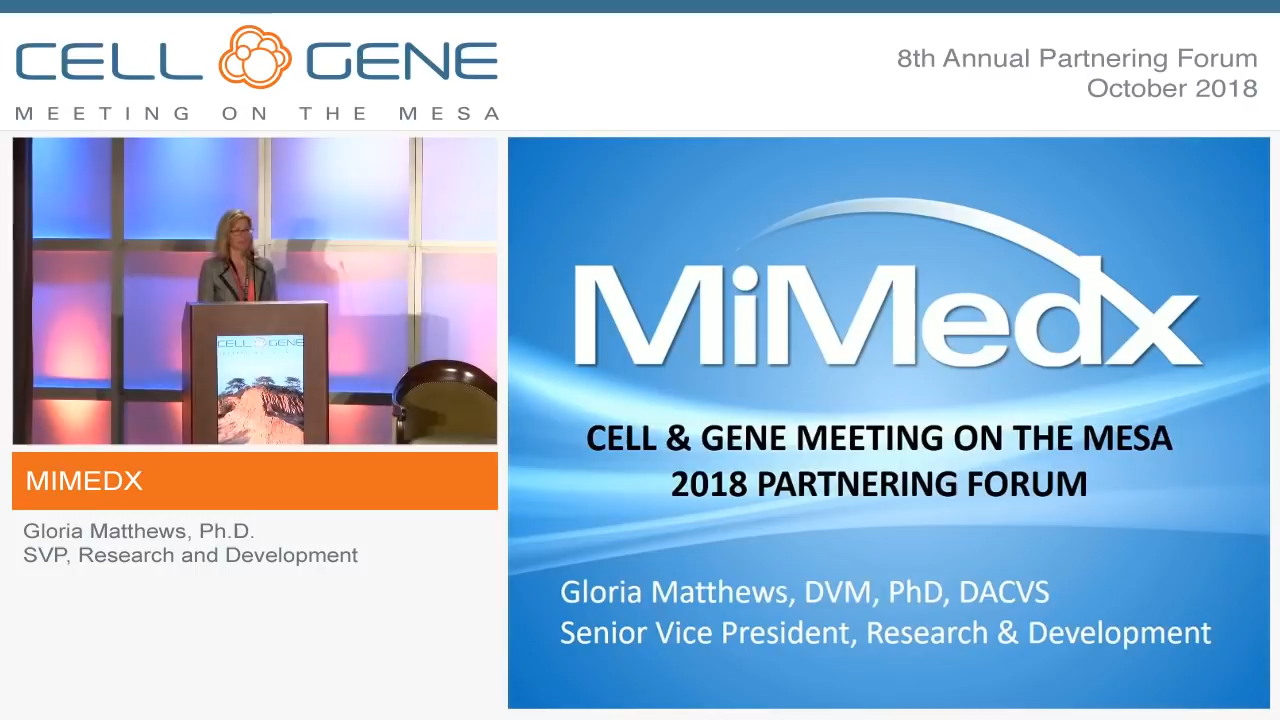 CELL GENE
MEETING ON THE MESA
8th Annual Partnering Forum
October 2018
CELL GENE
MIMEDX
Gloria Matthews, Ph.D.
SVP, Research and Development
MiMedx
CELL & GENE MEETING ON THE MESA
2018 PARTNERING FORUM
Gloria Matthews, DVM, PhD, DACVS
Senior Vice President, Research & Development